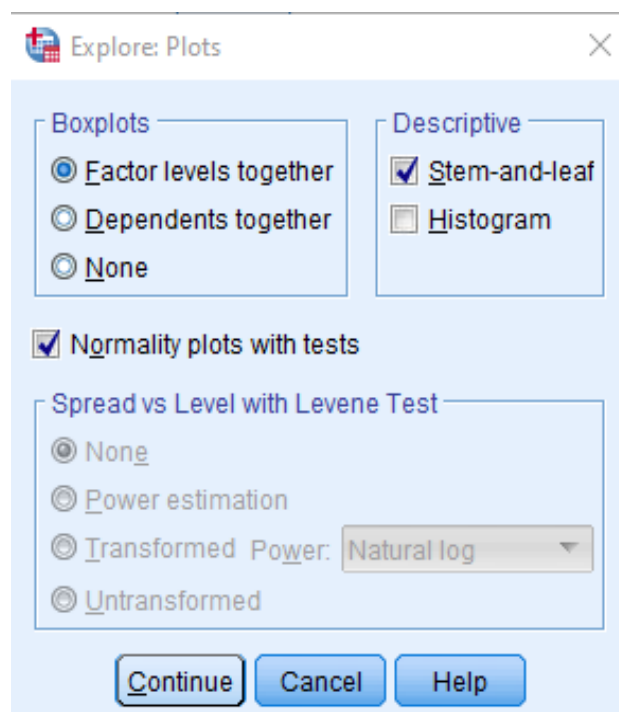 Explore: Plots
Boxplots
Factor levels together
Dependents together
None
Descriptive
Stem-and-leaf
Histogram
Normality plots with tests
Spread vs Level with Levene Test
None
Power estimation
Transformed Power: Natural log
Untransformed
Continue Cancel Help